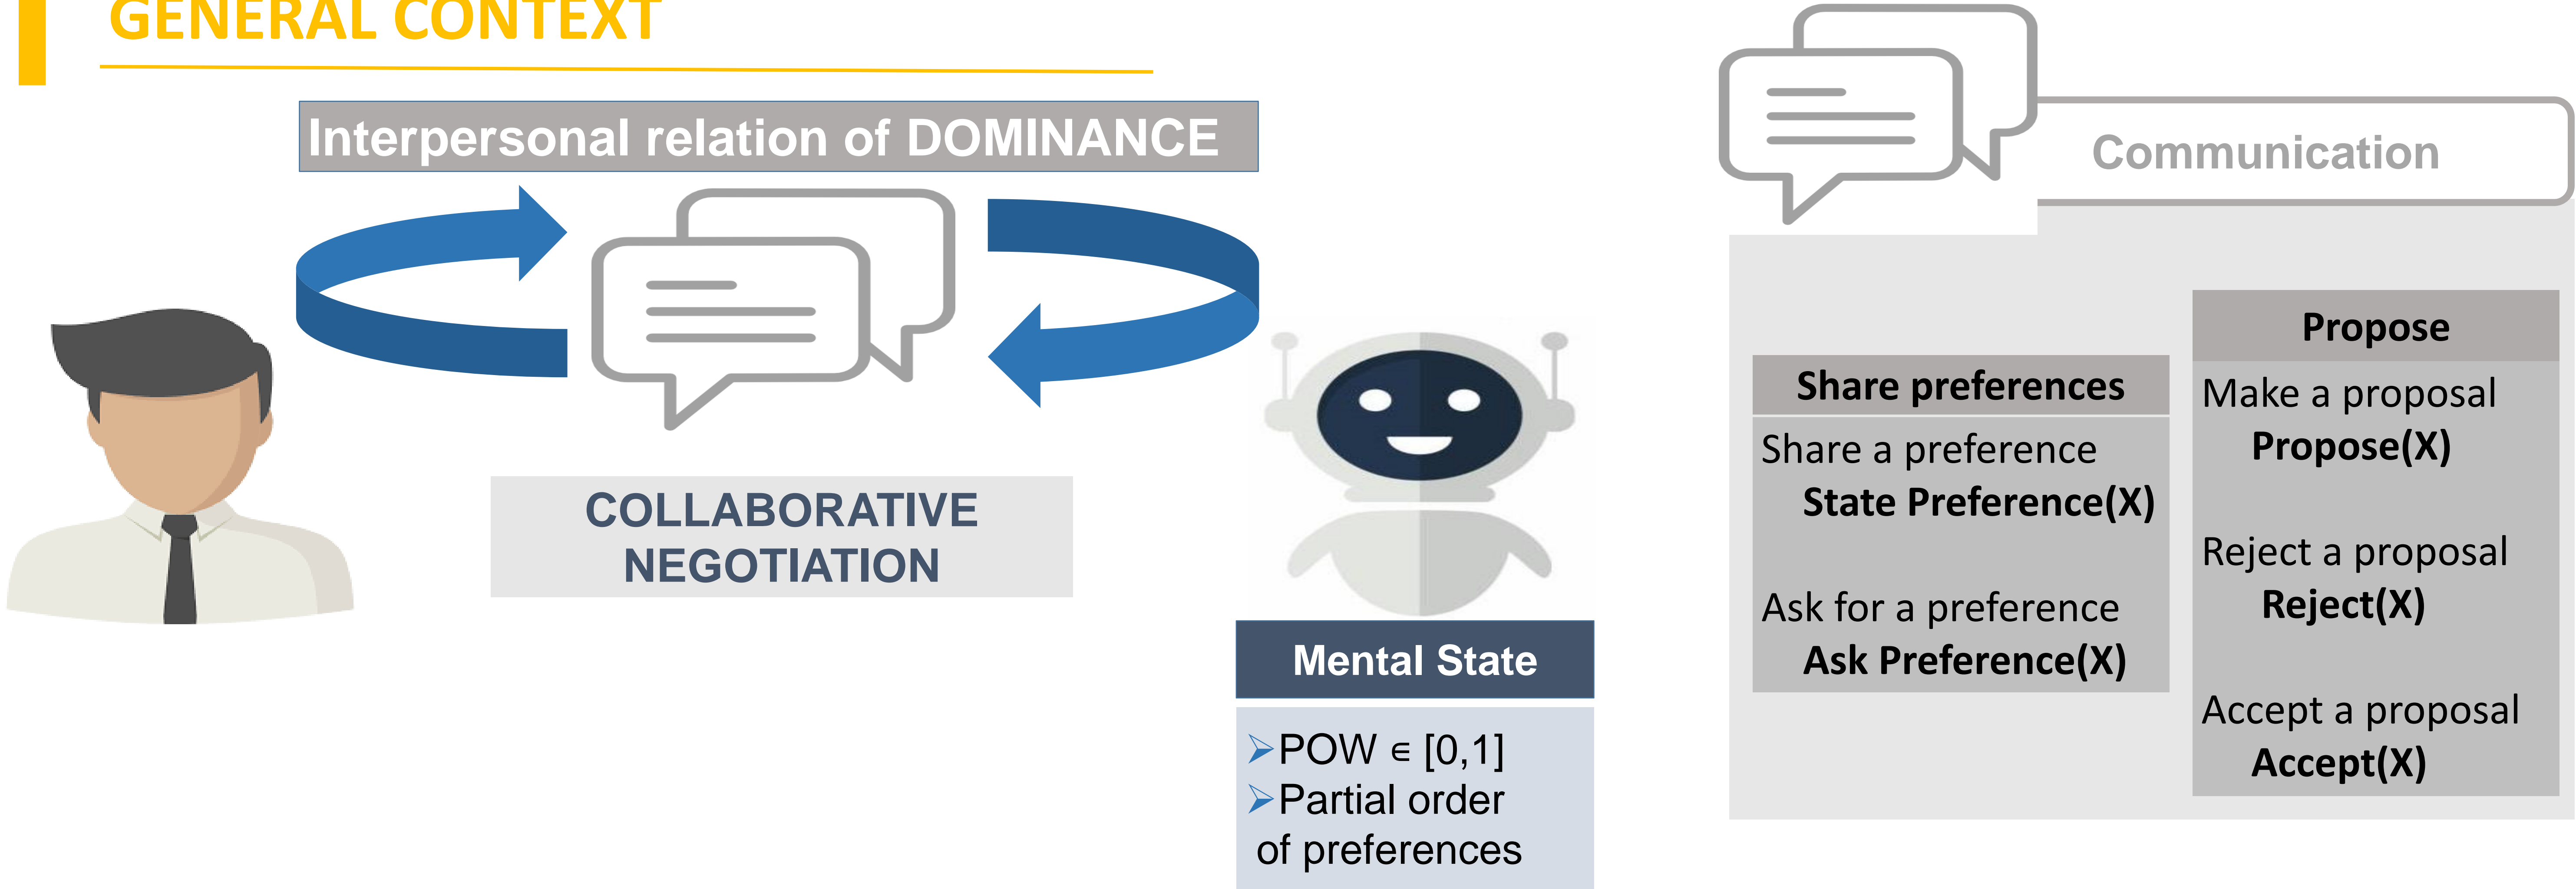 GENERAL CONTEXT
Interpersonal relation of DOMINANCE
COLLABORATIVE
NEGOTIATION
Mental State
➢POW ∈ [0,1]
➢Partial order
of preferences
Communication
Share preferences
Share a preference
State Preference(X)
Ask for a preference
Ask Preference(X)
Propose
Make a proposal
Propose(X)
Reject a proposal
Reject(X)
Accept a proposal
Accept(X)